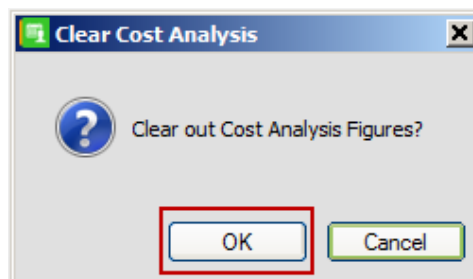 Clear Cost Analysis
Clear out Cost Analysis Figures?
OK
Cancel